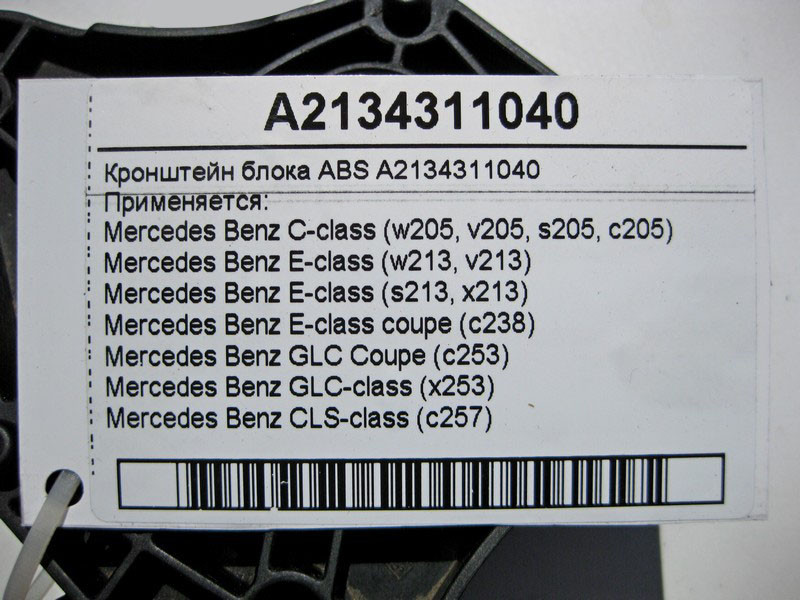 A2134311040
Кронштейн блока ABS A2134311040
Применяется:
Mercedes Benz C-class (w205, v205, s205, c205)
Mercedes Benz E-class (w213, v213)
Mercedes Benz E-class (s213, x213)
Mercedes Benz E-class coupe (c238)
Mercedes Benz GLC Coupe (c253)
Mercedes Benz GLC-class (x253)
Mercedes Benz CLS-class (c257)